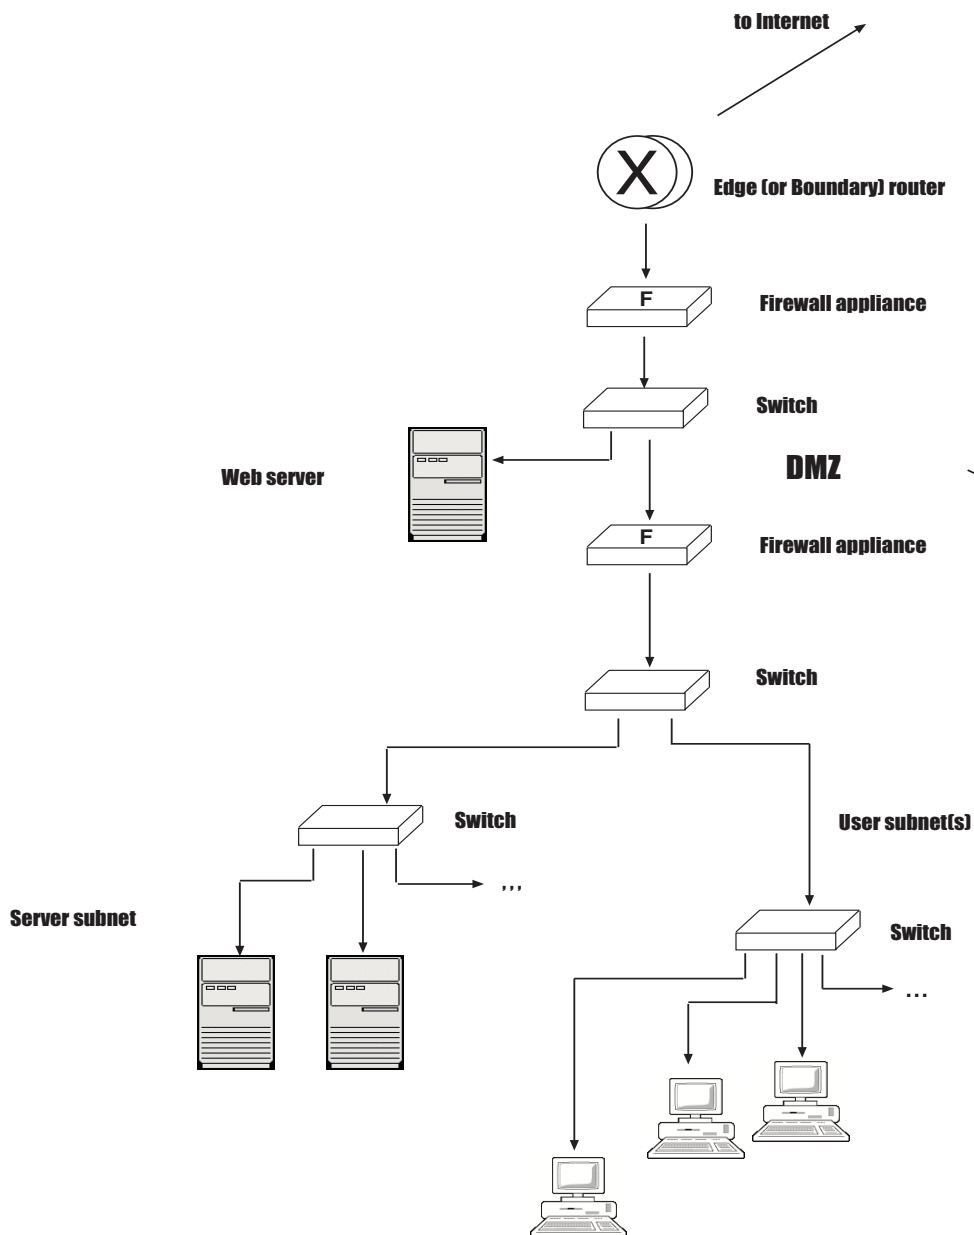 to Internet
X
Edge (or Boundary) router
F
Firewall appliance
Switch
Web server
DMZ
F
Firewall appliance
Switch
Switch
User subnet(s)
,,,
Server subnet
Switch
...